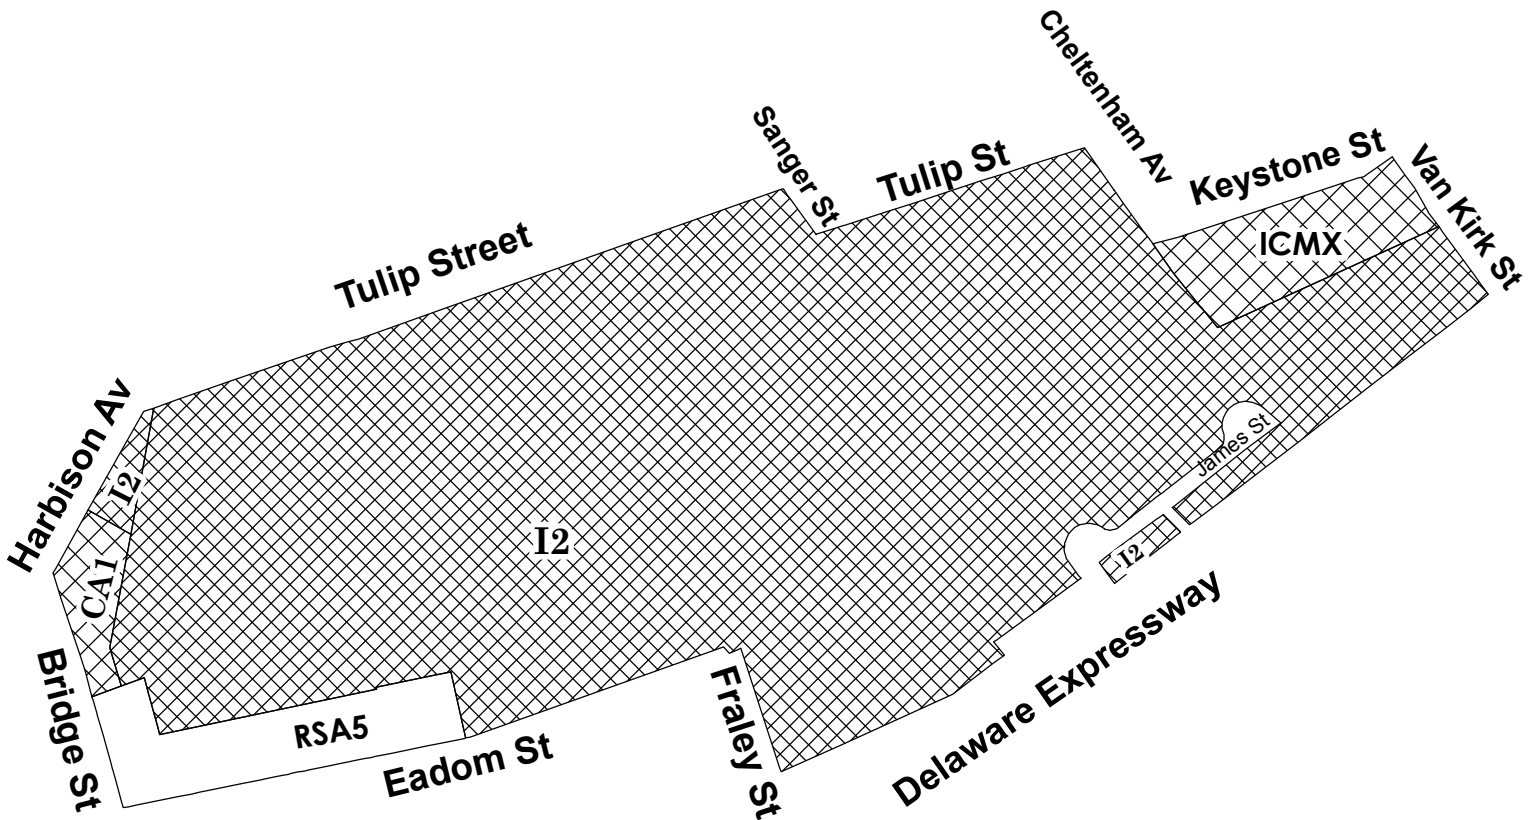 Cheltenham Av
Sanger St
Tulip St
Keystone St
Van Kirk St
ICMX
Tulip Street
Harbison Av
I2
James St
I2
I2
CA1
Bridge St
RSA5
Eadom St
Fraley St
Delaware Expressway